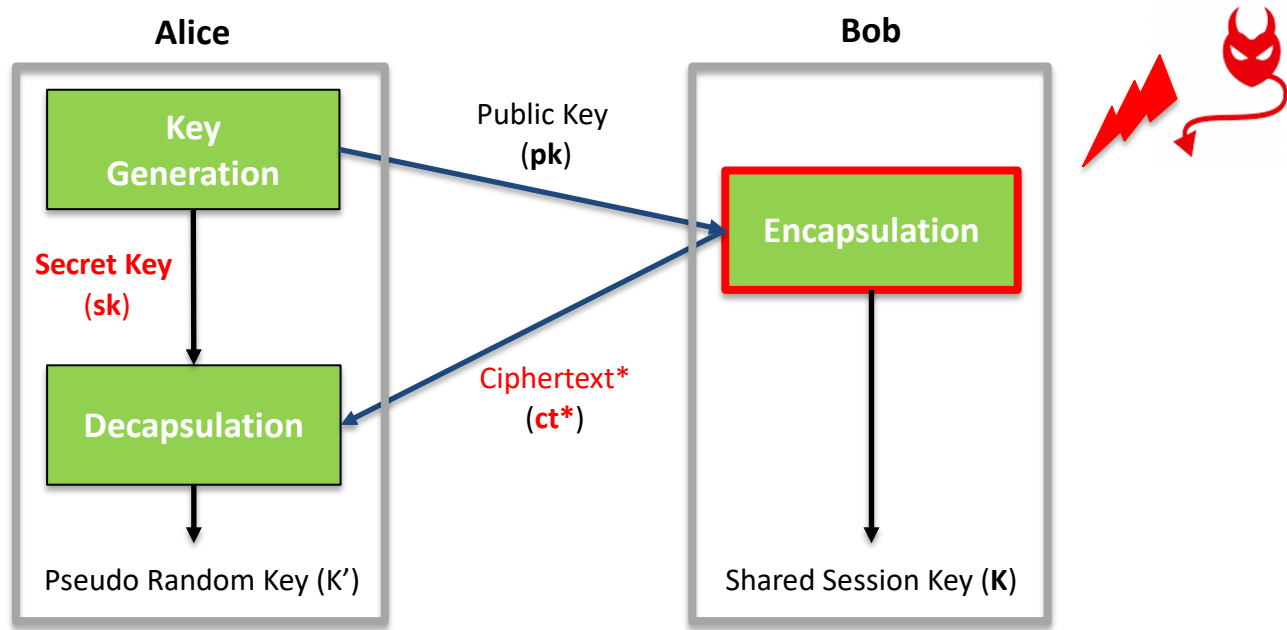 Alice
Bob
Key
Generation
Public Key
(pk)
Encapsulation
Secret Key
(sk)
Ciphertext*
(ct*)
Decapsulation
Pseudo Random Key (K’)
Shared Session Key (K)